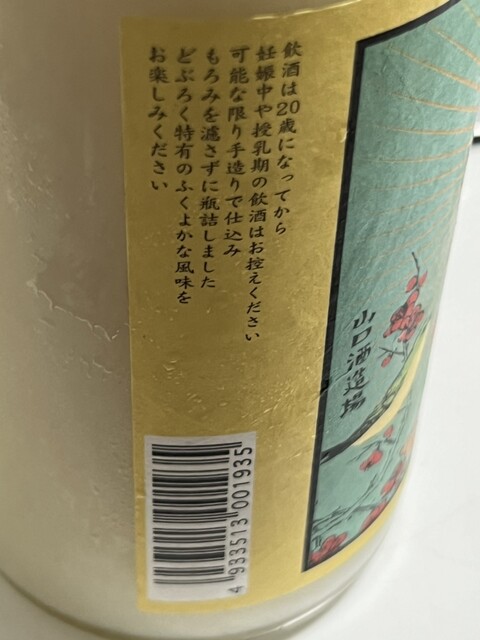 山口酒造場
飲酒は20歳になってから
妊娠中や授乳期の飲酒はお控えください
可能な限り手造りで仕込み
もろみを濾さずに瓶詰しました
どぶろく特有のふくよかな風味を
お楽しみください
4 933513 001935